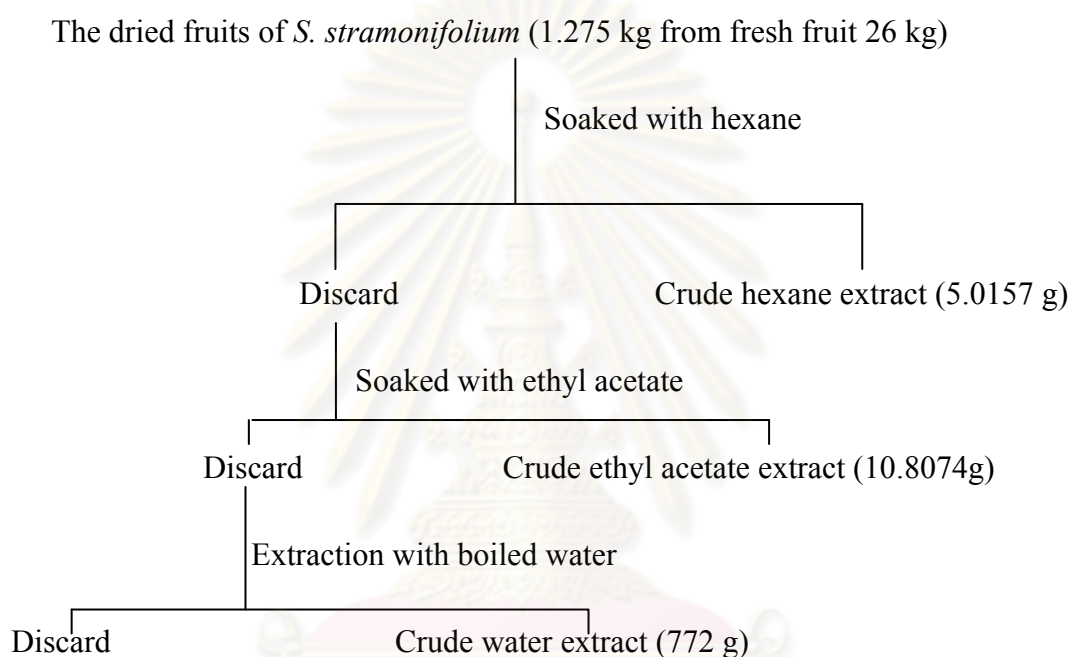 The dried fruits of S. stramonifolium (1.275 kg from fresh fruit 26 kg)
Soaked with hexane
Discard
Crude hexane extract (5.0157 g)
Soaked with ethyl acetate
Discard
Crude ethyl acetate extract (10.8074g)
Extraction with boiled water
Discard
Crude water extract (772 g)